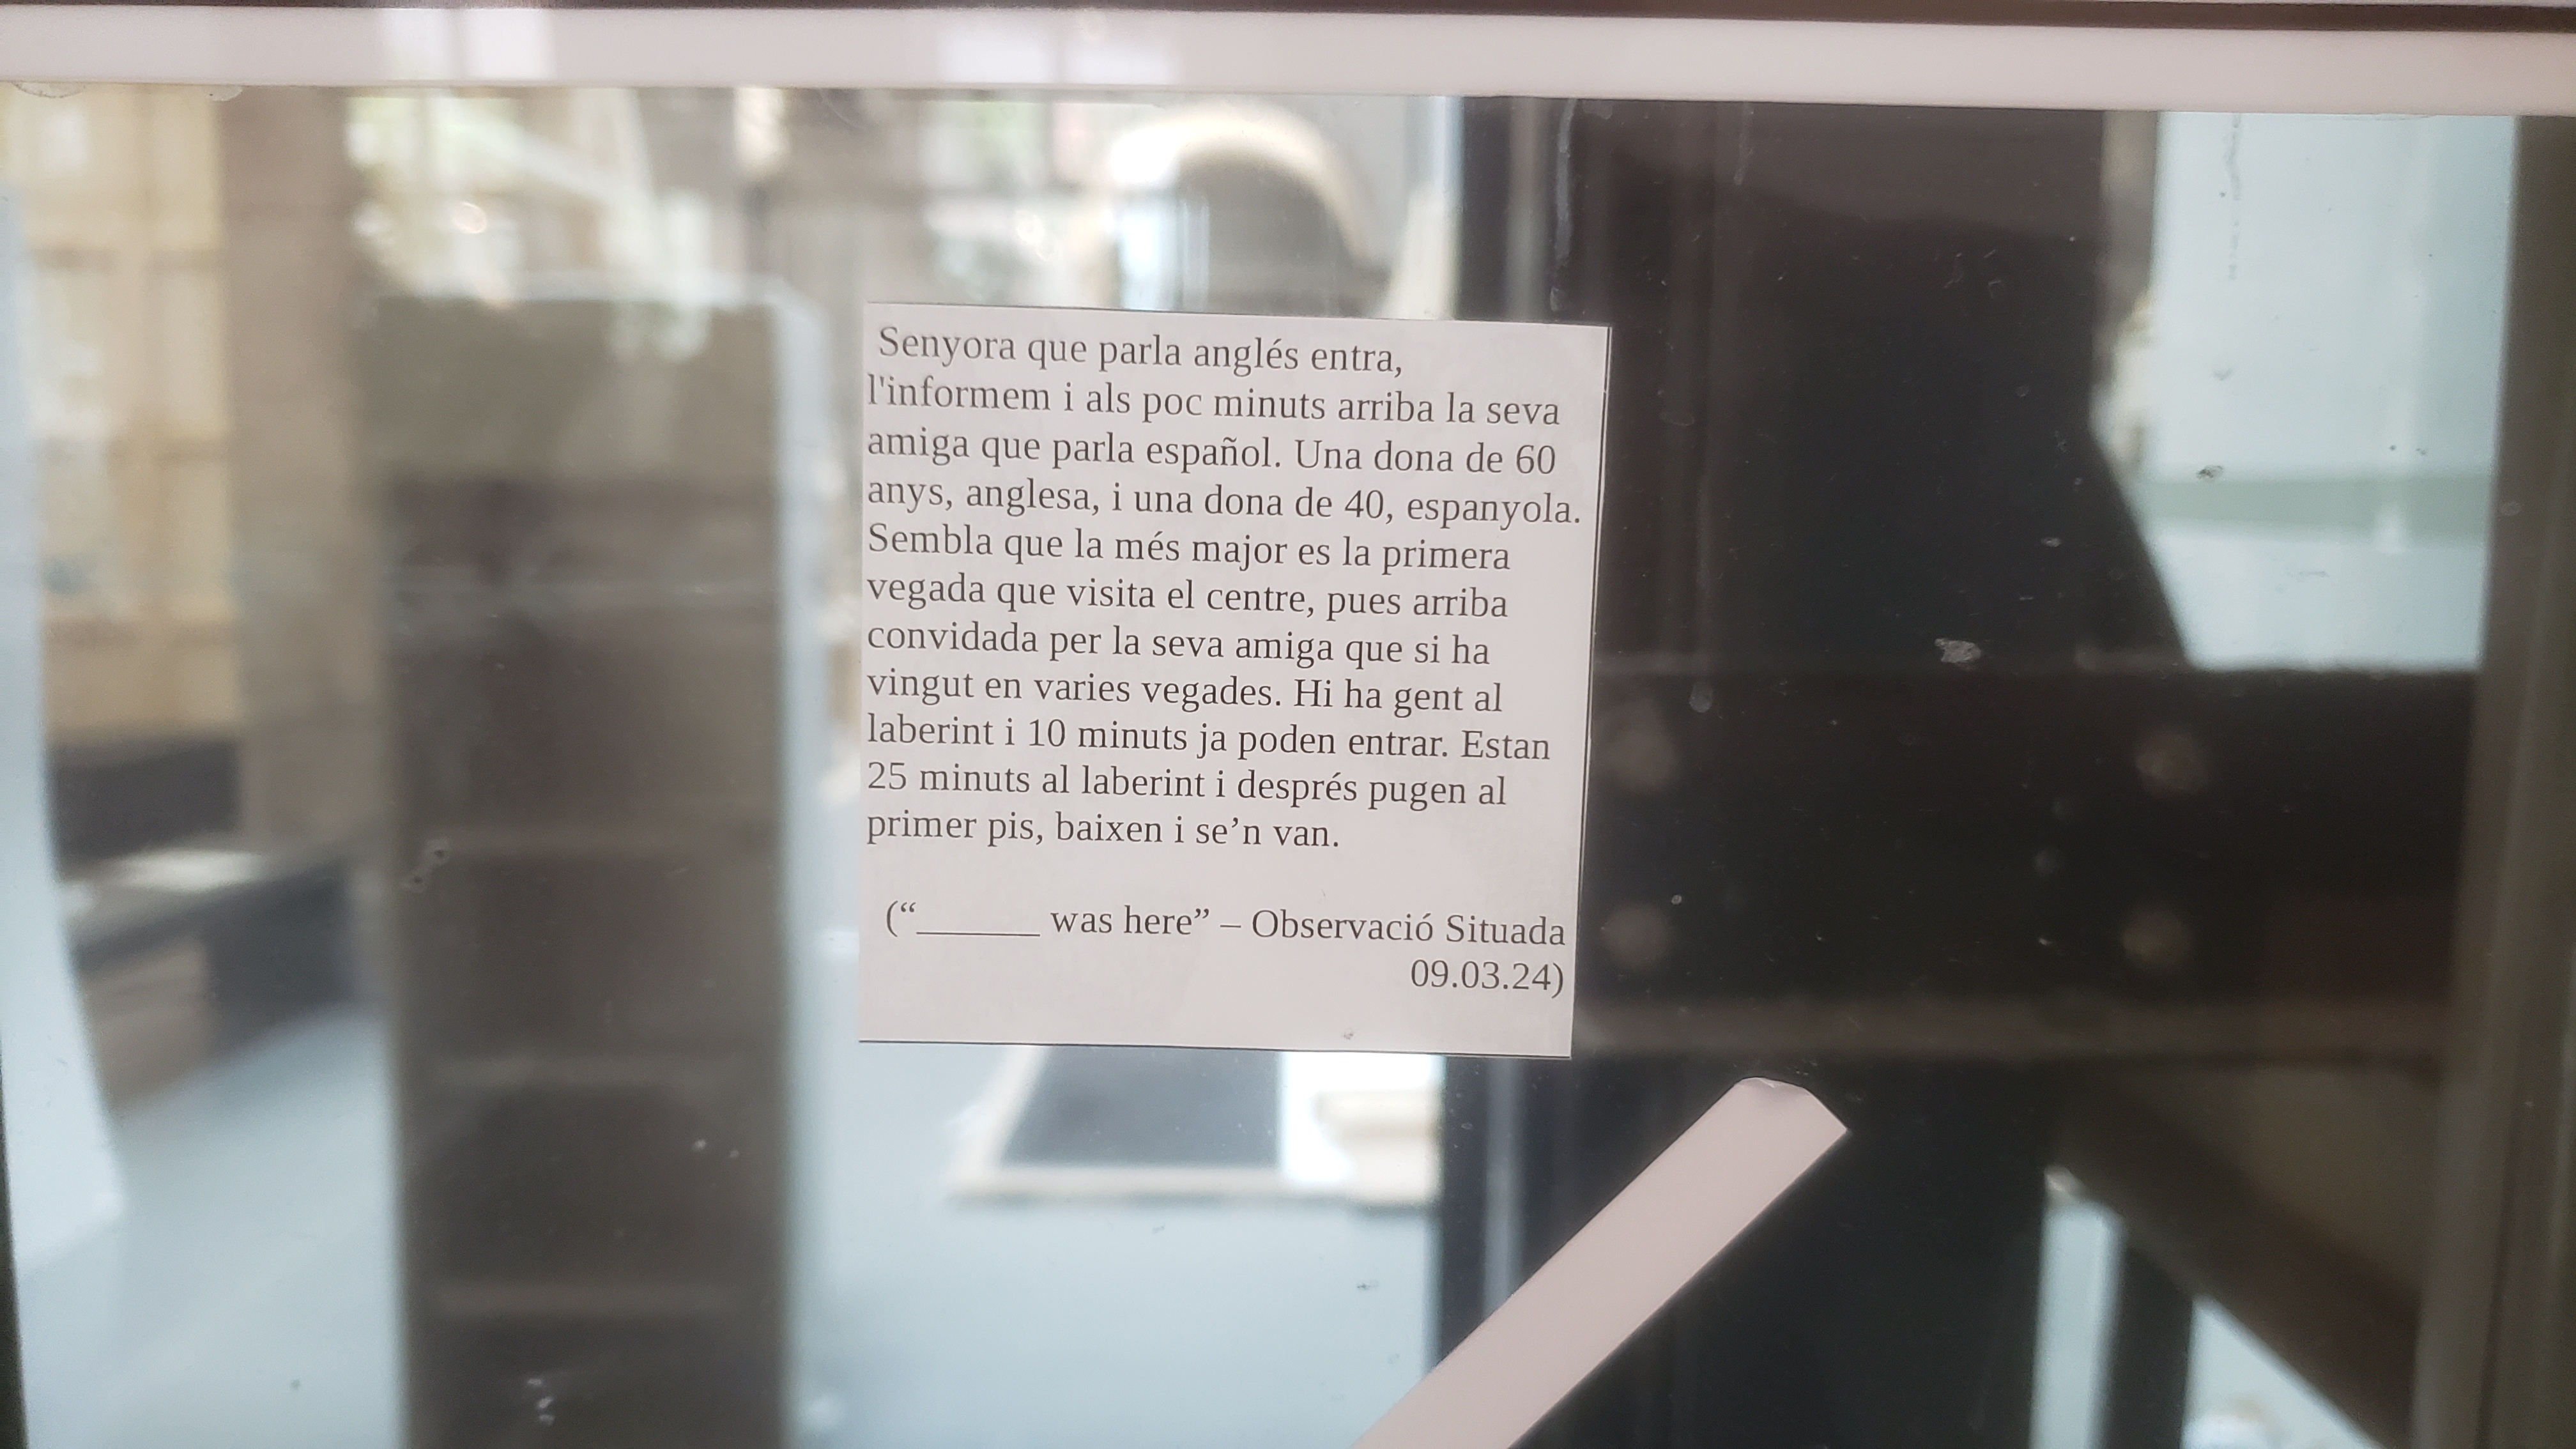 Senyora que parla anglés entra,
l'informem i als poc minuts arriba la seva
amiga que parla español. Una dona de 60
anys, anglesa, i una dona de 40, espanyola.
Sembla que la més major es la primera
vegada que visita el centre, pues arriba
convidada per la seva amiga que si ha
vingut en varies vegades. Hi ha gent al
laberint i 10 minuts ja poden entrar. Estan
25 minuts al laberint i després pugen al
primer pis, baixen i se’n van.
(“______ was here” – Observació Situada
09.03.24)